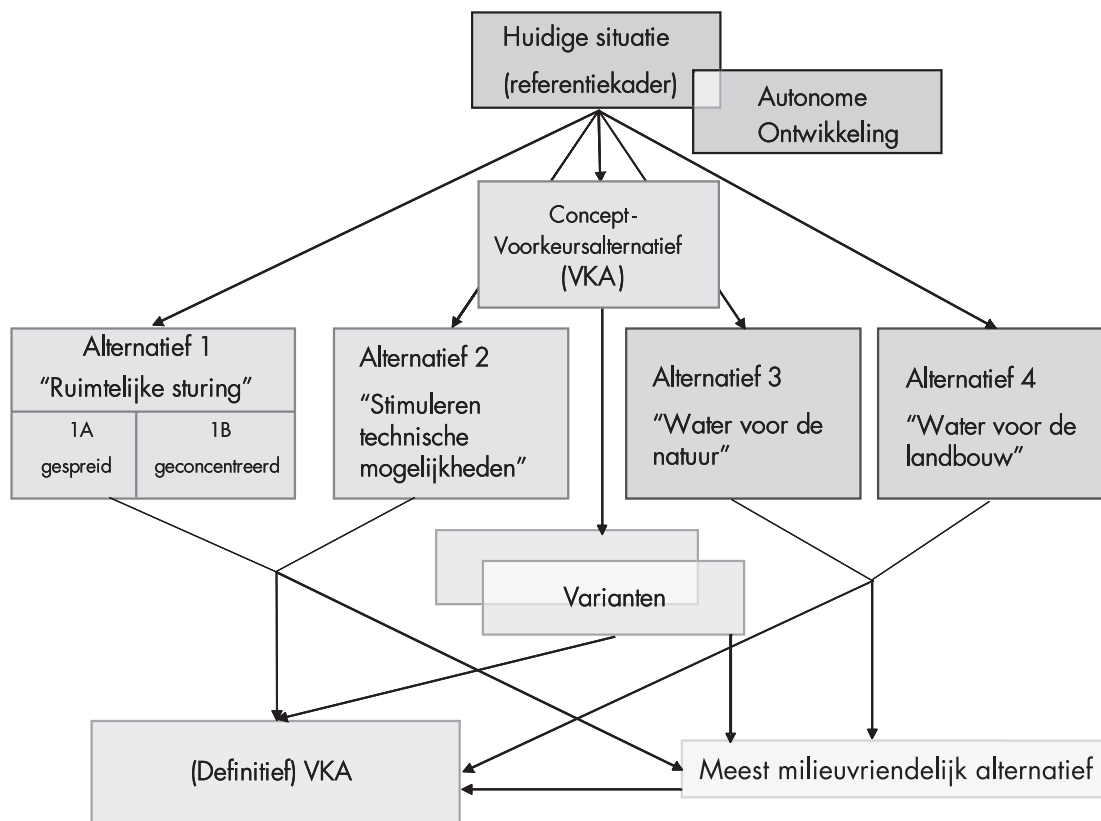 Huidige situatie
(referentiekader)
Autonome
Ontwikkeling
Concept-
Voorkeursalternatief
(VKA)
Alternatief 1
“Ruimtelijke sturing”
1A
gespreid
1B
geconcentreerd
Alternatief 2
“Stimuleren
technische
mogelijkheden”
Alternatief 3
“Water voor de
natuur”
Alternatief 4
“Water voor de
landbouw”
Varianten
(Definitief) VKA
Meest milieuvriendelijk alternatief